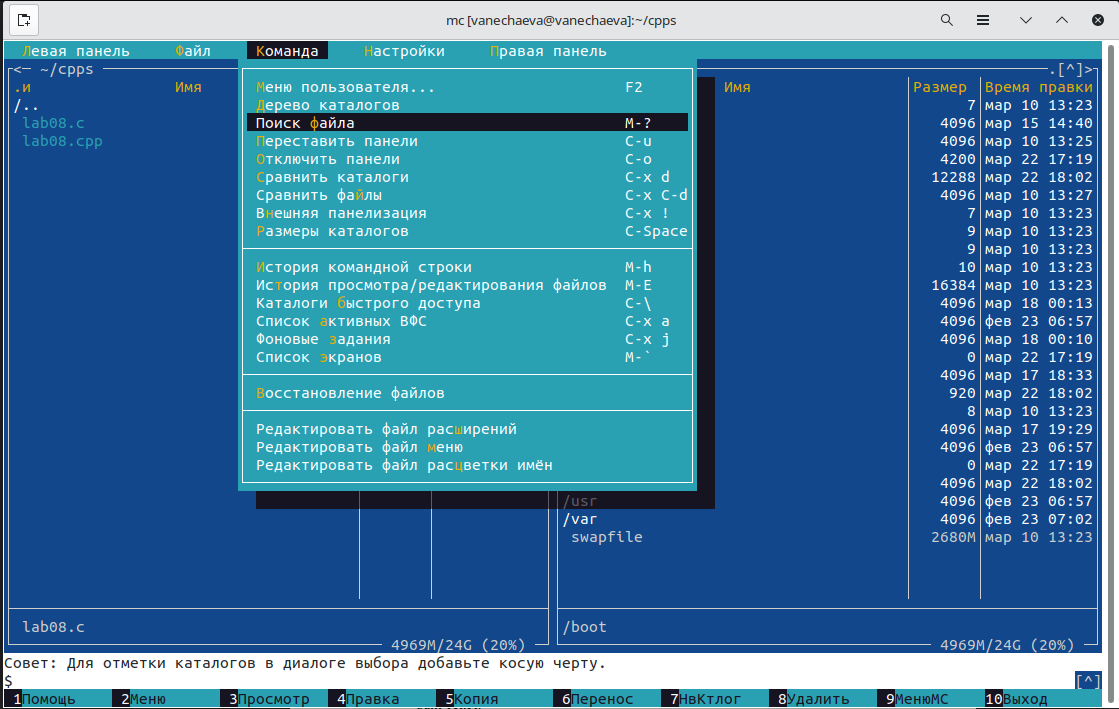 mc [vanechaeva@vanechaeva]:~/cpps
Левая панель Файл Команда Настройки Правая панель
<— ~/cpps .[^]>
.и Имя Имя Размер Время правки
/.. 7 мар 10 13:23
lab08.c 4096 мар 15 14:40
lab08.cpp 4096 мар 10 13:25
4200 мар 22 17:19
12288 мар 22 18:02
4096 мар 10 13:27
7 мар 10 13:23
9 мар 10 13:23
9 мар 10 13:23
10 мар 10 13:23
16384 мар 10 13:23
4096 мар 18 00:13
4096 фев 23 06:57
4096 мар 18 00:10
0 мар 22 17:19
4096 мар 17 18:33
920 мар 22 18:02
8 мар 10 13:23
4096 мар 17 19:29
4096 фев 23 06:57
0 мар 22 17:19
4096 мар 22 18:02
/usr 4096 фев 23 06:57
/var 4096 фев 23 07:02
swapfile 2680M мар 10 13:23
Меню пользователя... F2
Дерево каталогов
Поиск файла M-?
Переставить панели C-u
Отключить панели C-o
Сравнить каталоги C-x d
Сравнить файлы C-x C-d
Внешняя панелизация C-x !
Размеры каталогов C-Space
История командной строки M-h
История просмотра/редактирования файлов M-E
Каталоги быстрого доступа C-\
Список активных ВФС C-x a
Фоновые задания C-x j
Список экранов M-`
Восстановление файлов
Редактировать файл расширений
Редактировать файл меню
Редактировать файл расцветки имён
lab08.c /boot
4969M/24G (20%) 4969M/24G (20%)
Совет: Для отметки каталогов в диалоге выбора добавьте косую черту.
$ [^]
1Помощь 2Меню 3Просмотр 4Правка 5Копия 6Перенос 7НвКтлог 8Удалить 9МенюМС 10Выход